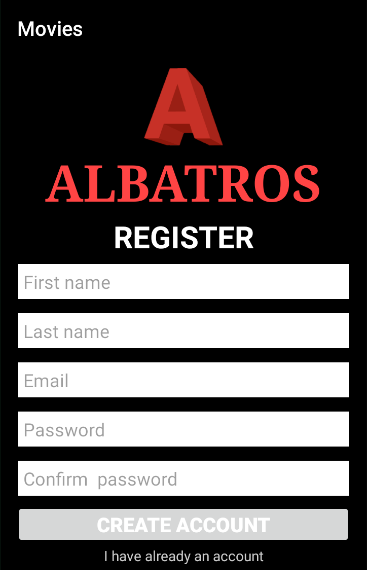 Movies
A
ALBATROS
REGISTER
First name
Last name
Email
Password
Confirm  password
CREATE ACCOUNT
I have already an account